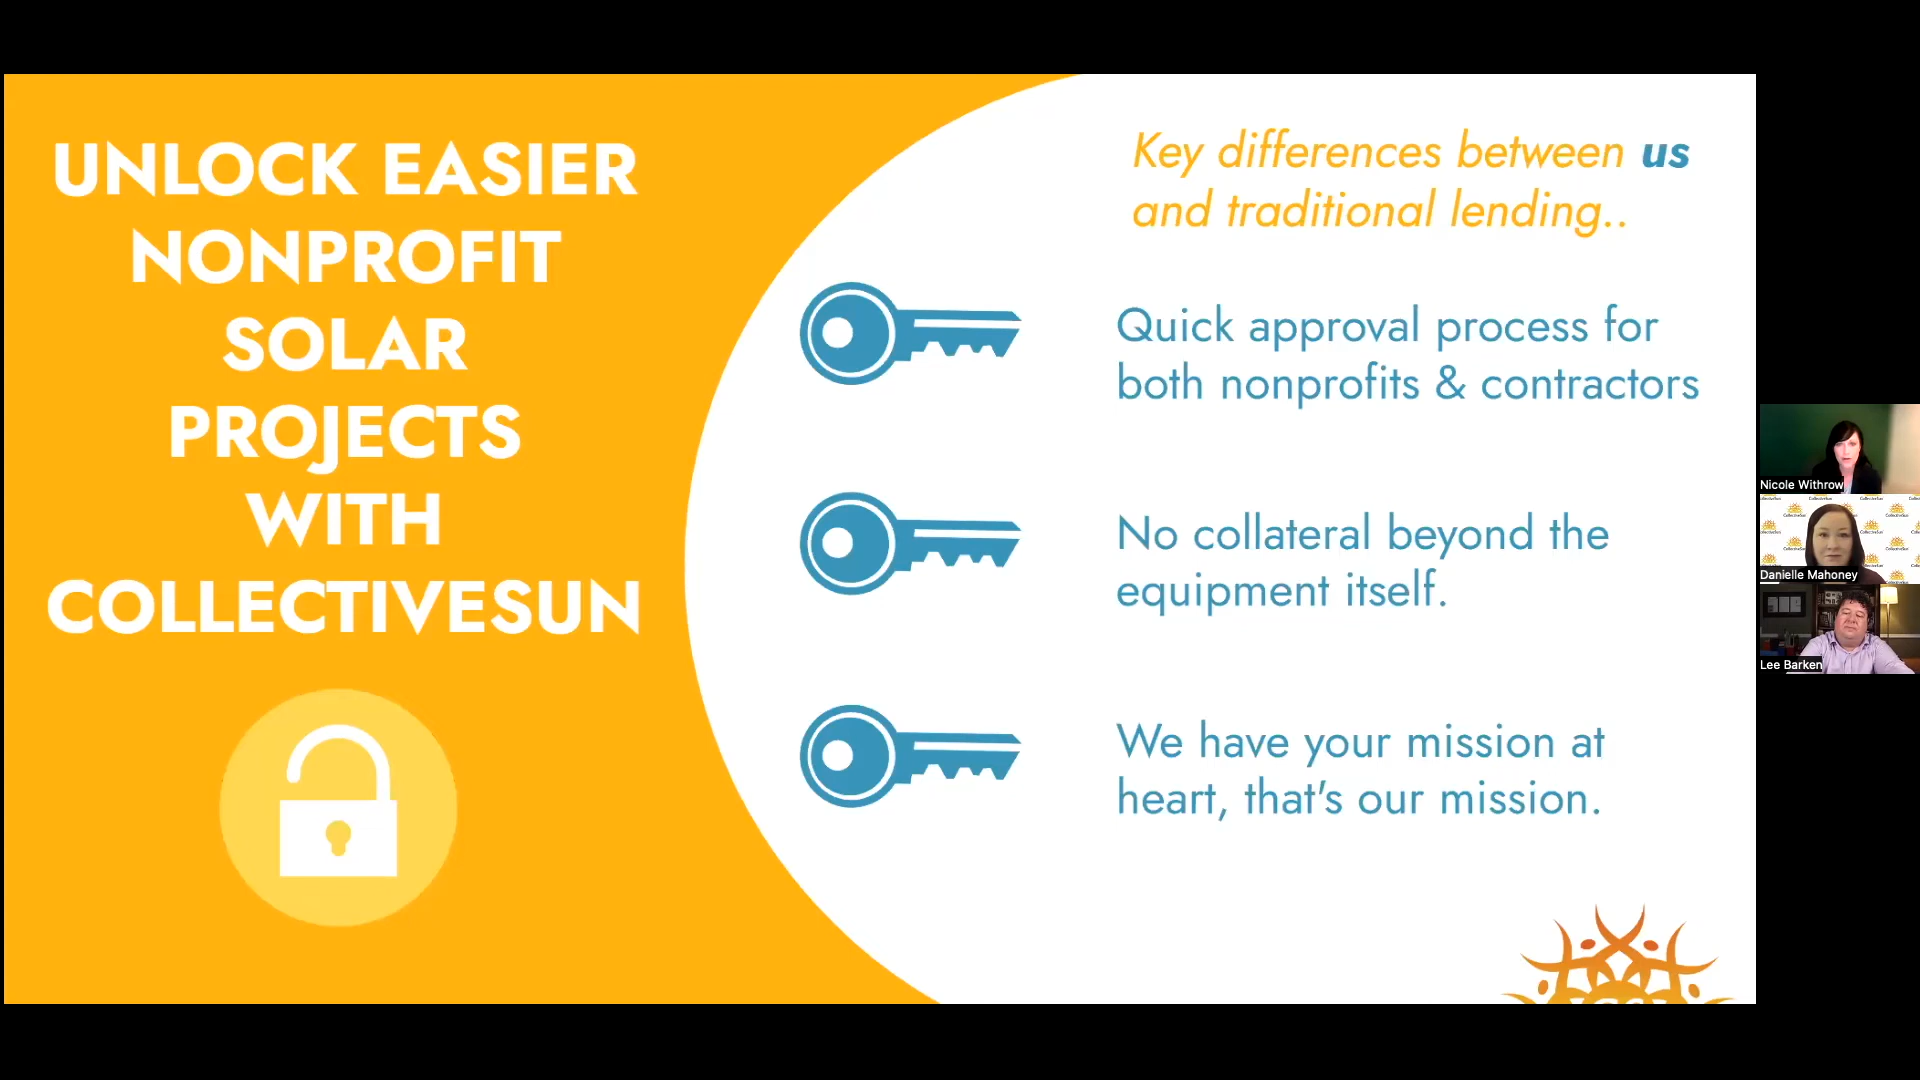 UNLOCK EASIER
NONPROFIT
SOLAR
PROJECTS
WITH
COLLECTIVESUN
Key differences between us
and traditional lending..
Quick approval process for
both nonprofits & contractors
No collateral beyond the
equipment itself.
We have your mission at
heart, that's our mission.
Nicole Withrow
CollectiveSun
Danielle Mahoney
Lee Barken